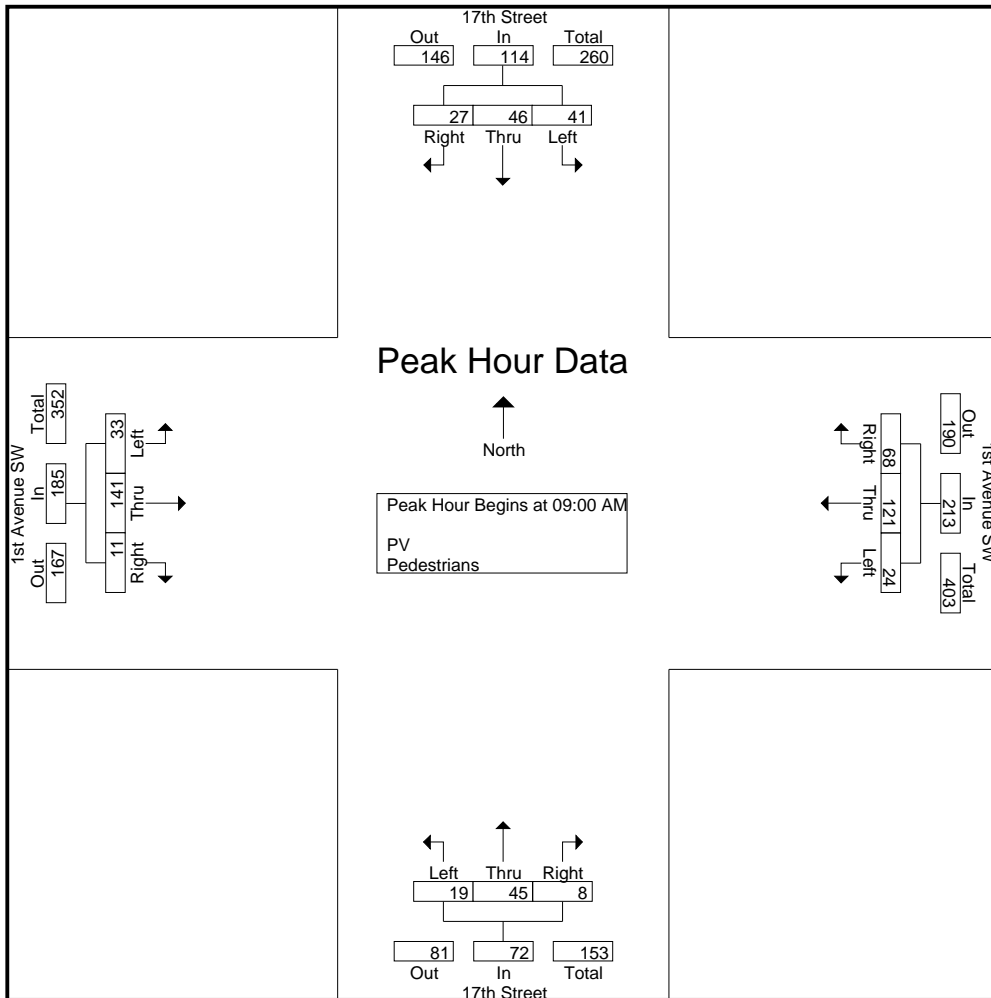 17th Street
Out In Total
146 114 260
27 46 41
Right Thru Left
Peak Hour Data
North
Peak Hour Begins at 09:00 AM
PV
Pedestrians
1st Avenue SW
Out In Total
167 185 352
11 141 33
Right Thru Left
1st Avenue SW
Out In Total
190 213 403
68 121 24
Right Thru Left
Left Thru Right
19 45 8
81 72 153
Out In Total
17th Street